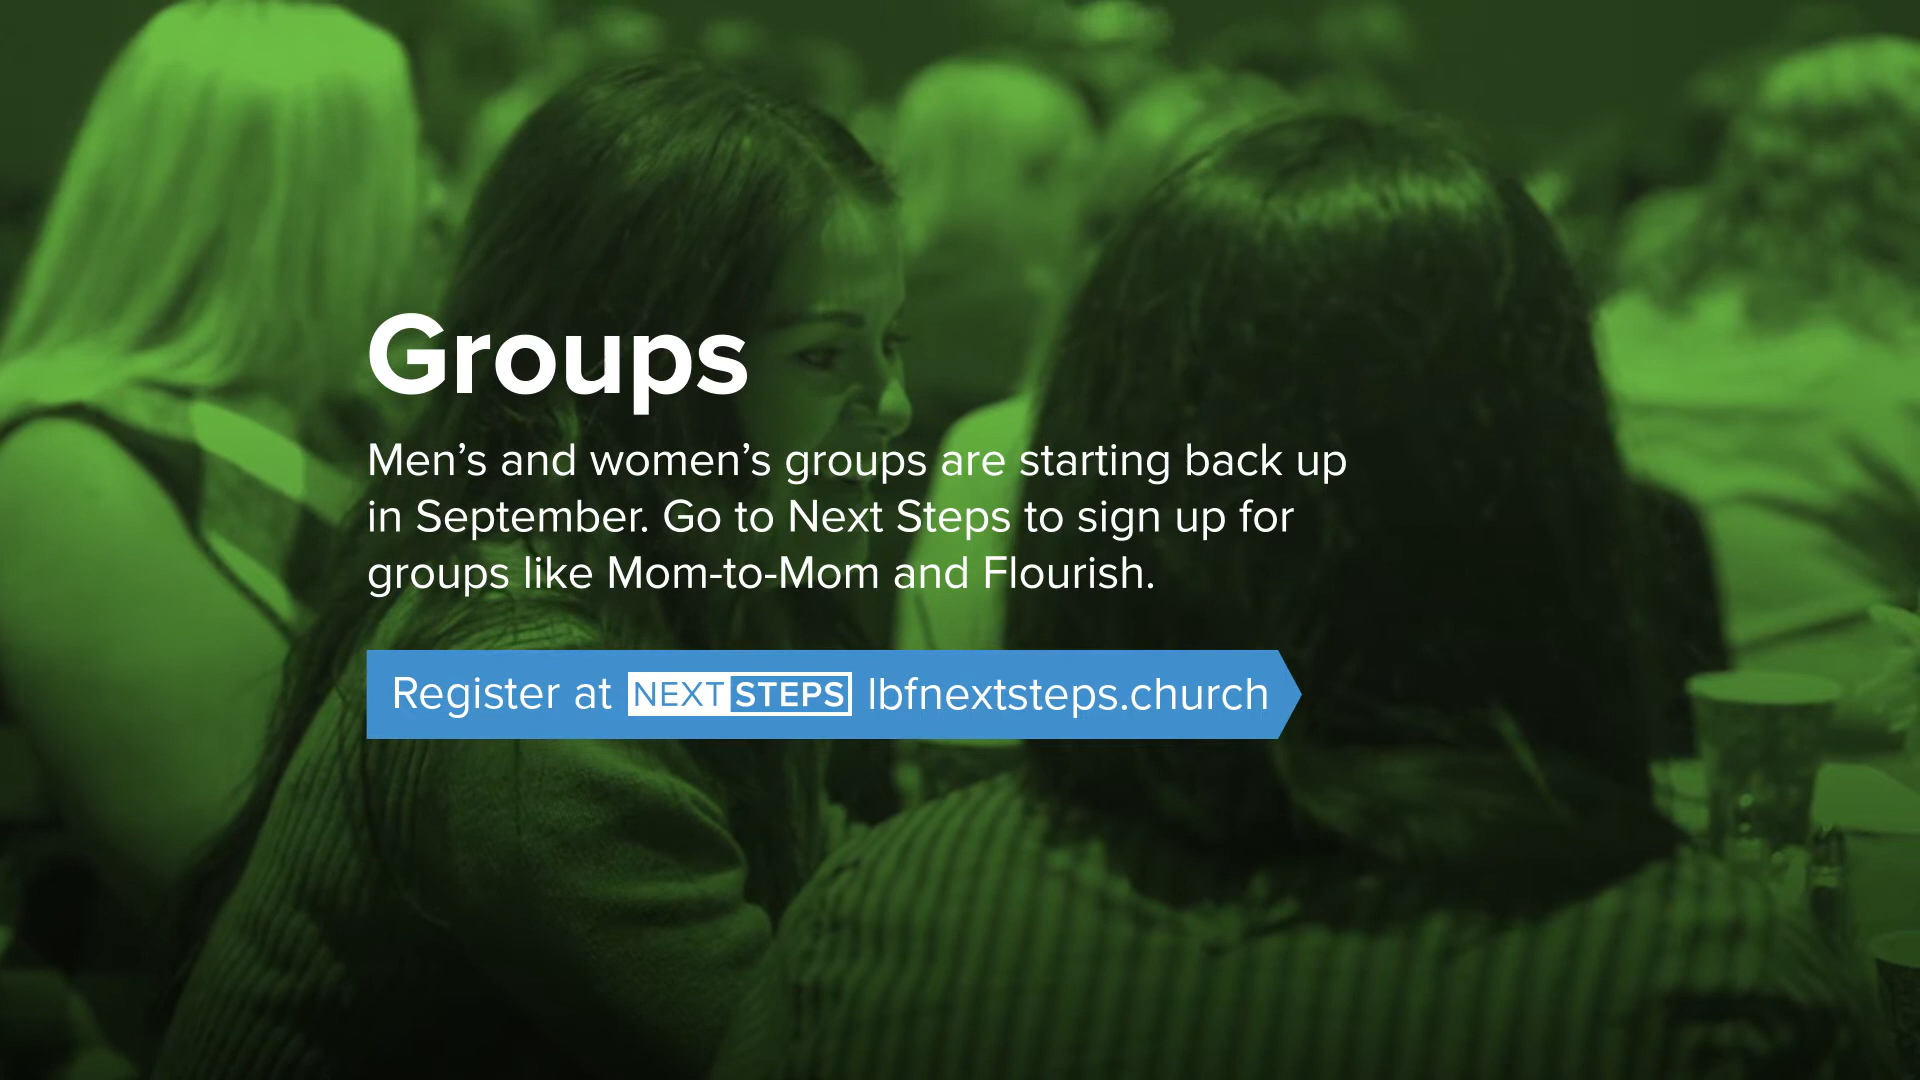 Groups
Men’s and women’s groups are starting back up
in September. Go to Next Steps to sign up for
groups like Mom-to-Mom and Flourish.
Register at NEXT STEPS lbfnextsteps.church